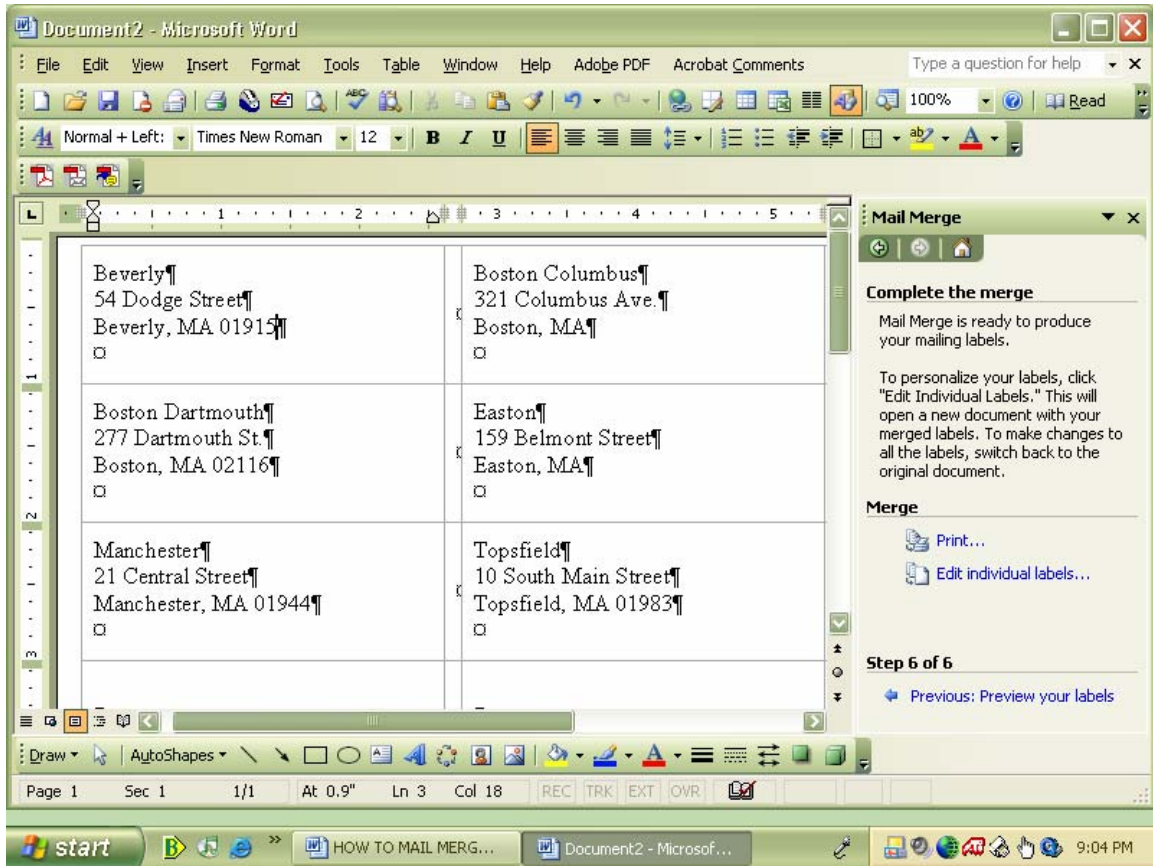 Document2 - Microsoft Word
File Edit View Insert Format Tools Table Window Help Adobe PDF Acrobat Comments Type a question for help
100% Read
Normal + Left: Times New Roman 12 B I U
1 2 3 4 5
Mail Merge
Complete the merge
Mail Merge is ready to produce
your mailing labels.
To personalize your labels, click
"Edit Individual Labels." This will
open a new document with your
merged labels. To make changes to
all the labels, switch back to the
original document.
Merge
Print...
Edit individual labels...
Step 6 of 6
Previous: Preview your labels
Beverly¶
54 Dodge Street¶
Beverly, MA 01915¶
Boston Columbus¶
321 Columbus Ave.¶
Boston, MA¶
Boston Dartmouth¶
277 Dartmouth St.¶
Boston, MA 02116¶
Easton¶
159 Belmont Street¶
Easton, MA¶
Manchester¶
21 Central Street¶
Manchester, MA 01944¶
Topsfield¶
10 South Main Street¶
Topsfield, MA 01983¶
1
2
3
Draw AutoShapes
Page 1 Sec 1 1/1 At 0.9" Ln 3 Col 18 REC TRK EXT OVR
start HOW TO MAIL MERG... Document2 - Microsof... 9:04 PM